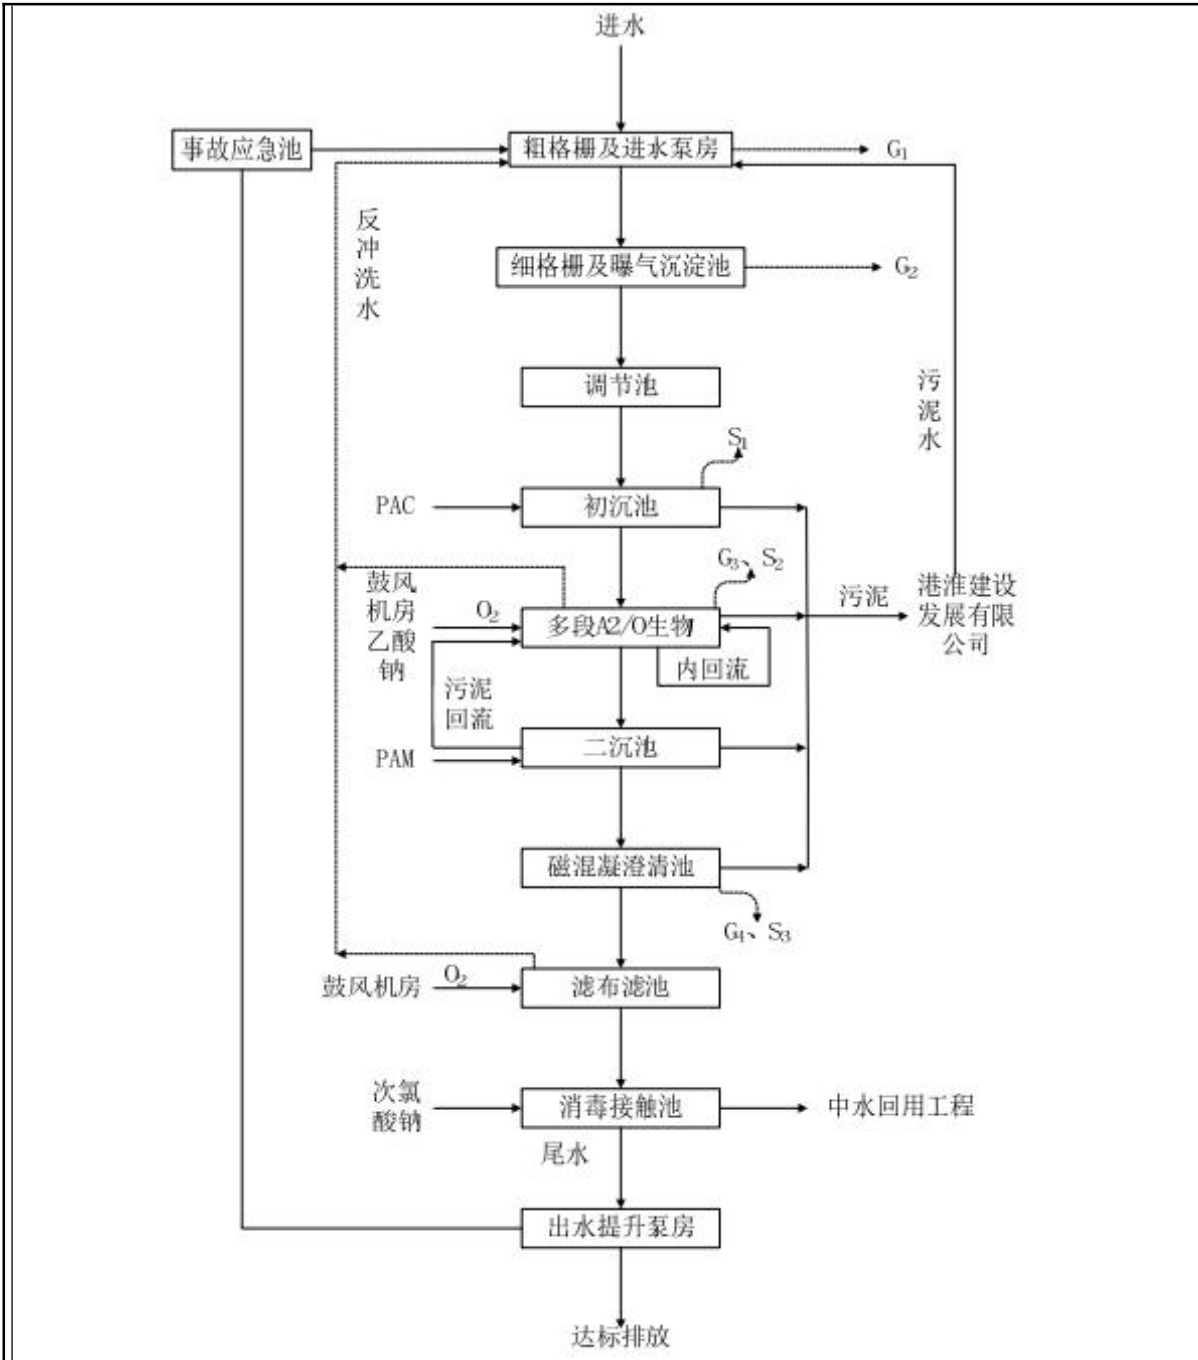 进水
事故应急池
粗格栅及进水泵房
G1
反冲洗水
细格栅及曝气沉淀池
G2
调节池
污泥水
S1
PAC
初沉池
G3、S2
鼓风
机房
乙酸
钠
O2
多段A2/O生物
污泥
港淮建设
发展有限
公司
内回流
污泥
回流
二沉池
PAM
磁混凝澄清池
G4、S3
鼓风机房
O2
滤布滤池
次氯
酸钠
消毒接触池
中水回用工程
尾水
出水提升泵房
达标排放